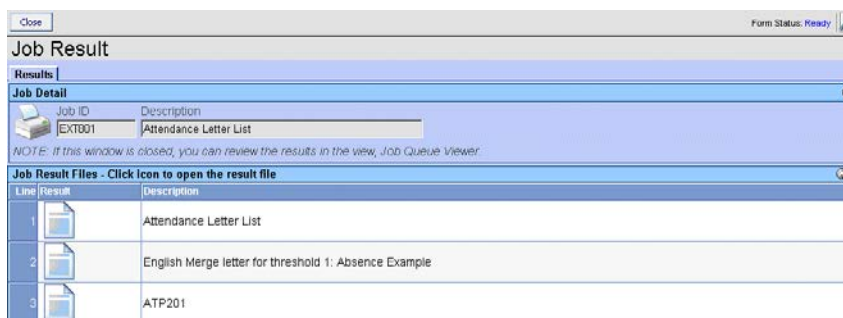 Close
Form Status: Ready
Job Result
Results
Job Detail
Job ID Description
EXT801 Attendance Letter List
NOTE: If this window is closed, you can review the results in the view, Job Queue Viewer.
Job Result Files - Click Icon to open the result file
Line Result Description
1 Attendance Letter List
2 English Merge letter for threshold 1: Absence Example
3 ATP201